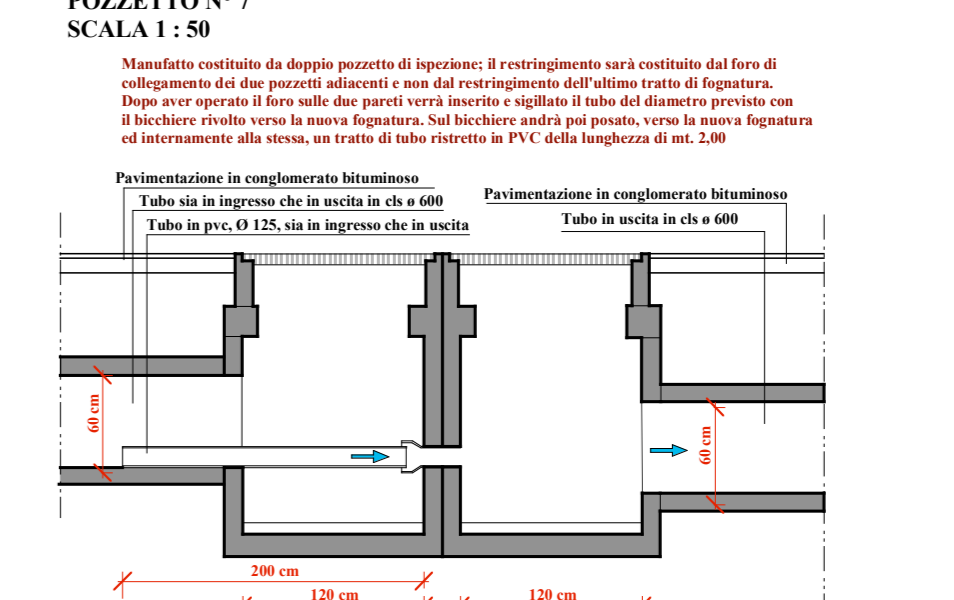 POZZETTO N° 7
SCALA 1 : 50
Manufatto costituito da doppio pozzetto di ispezione; il restringimento sarà costituito dal foro di
collegamento dei due pozzetti adiacenti e non dal restringimento dell'ultimo tratto di fognatura.
Dopo aver operato il foro sulle due pareti verrà inserito e sigillato il tubo del diametro previsto con
il bicchiere rivolto verso la nuova fognatura. Sul bicchiere andrà poi posato, verso la nuova fognatura
ed internamente alla stessa, un tratto di tubo ristretto in PVC della lunghezza di mt. 2,00
Pavimentazione in conglomerato bituminoso
Tubo sia in ingresso che in uscita in cls ø 600
Tubo in pvc, Ø 125, sia in ingresso che in uscita
Pavimentazione in conglomerato bituminoso
Tubo in uscita in cls ø 600
60 cm
60 cm
200 cm
120 cm
120 cm